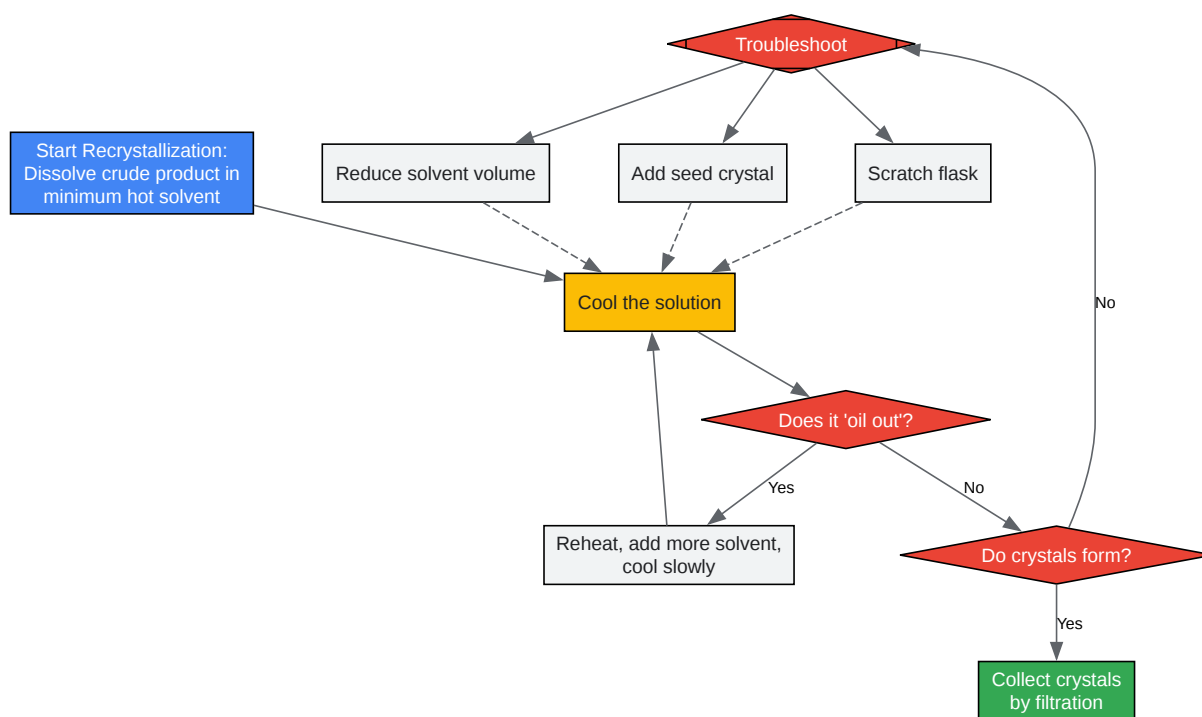 Troubleshoot
Start Recrystallization:
Dissolve crude product in
minimum hot solvent
Reduce solvent volume
Add seed crystal
Scratch flask
Cool the solution
No
Does it 'oil out'?
Yes
No
Reheat, add more solvent,
cool slowly
Do crystals form?
Yes
Collect crystals
by filtration